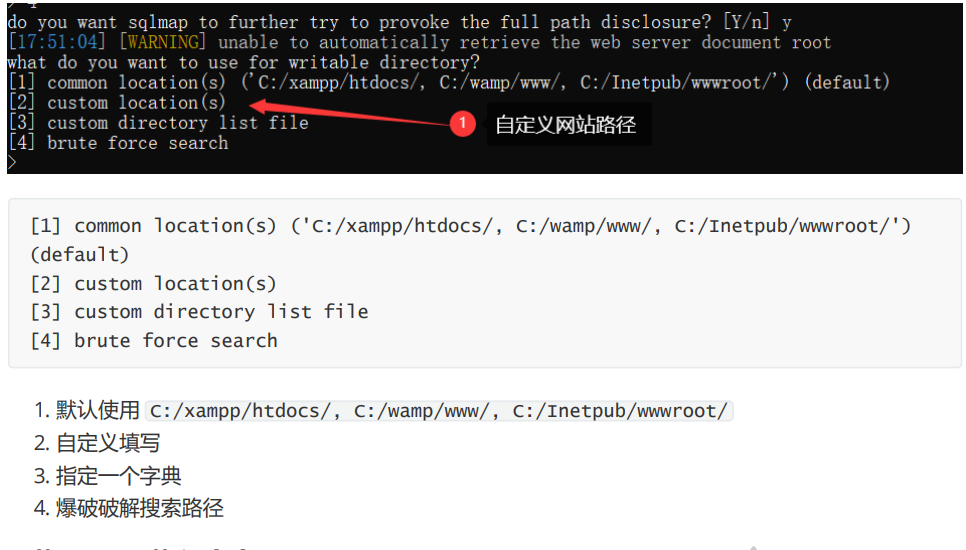 do you want sqlmap to further try to provoke the full path disclosure? [Y/n] y
[17:51:04] [WARNING] unable to automatically retrieve the web server document root
what do you want to use for writable directory?
[1] common location(s) ('C:/xampp/htdocs/, C:/wamp/www/, C:/Inetpub/wwwroot/') (default)
[2] custom location(s)
[3] custom directory list file
[4] brute force search
>
1 自定义网站路径
[1] common location(s) ('C:/xampp/htdocs/, C:/wamp/www/, C:/Inetpub/wwwroot/')
(default)
[2] custom location(s)
[3] custom directory list file
[4] brute force search
1. 默认使用 C:/xampp/htdocs/, C:/wamp/www/, C:/Inetpub/wwwroot/
2. 自定义填写
3. 指定一个字典
4. 爆破破解搜索路径